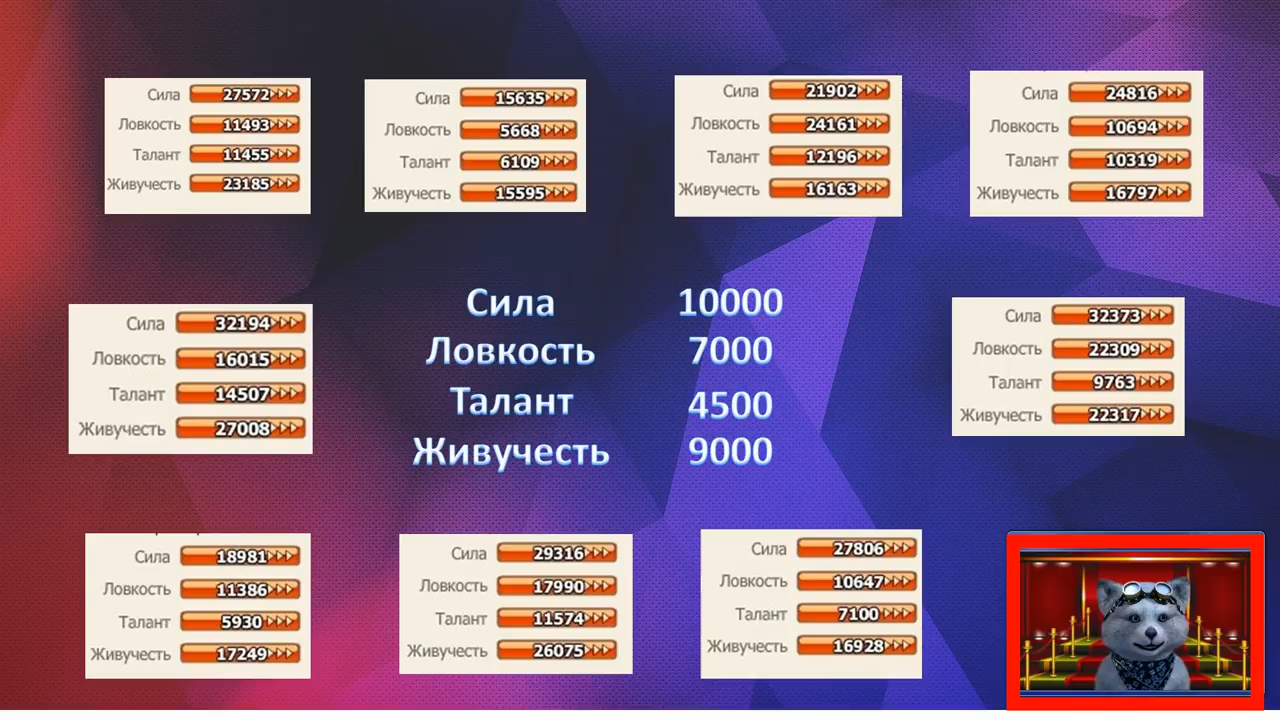 Сила 27572
Ловкость 11493
Талант 11455
Живучесть 23185
Сила 15635
Ловкость 5668
Талант 6109
Живучесть 15595
Сила 21902
Ловкость 24161
Талант 12196
Живучесть 16163
Сила 24816
Ловкость 10694
Талант 10319
Живучесть 16797
Сила 32194
Ловкость 16015
Талант 14507
Живучесть 27008
Сила 10000
Ловкость 7000
Талант 4500
Живучесть 9000
Сила 32373
Ловкость 22309
Талант 9763
Живучесть 22317
Сила 18981
Ловкость 11386
Талант 5930
Живучесть 17249
Сила 29316
Ловкость 17990
Талант 11574
Живучесть 26075
Сила 27806
Ловкость 10647
Талант 7100
Живучесть 16928